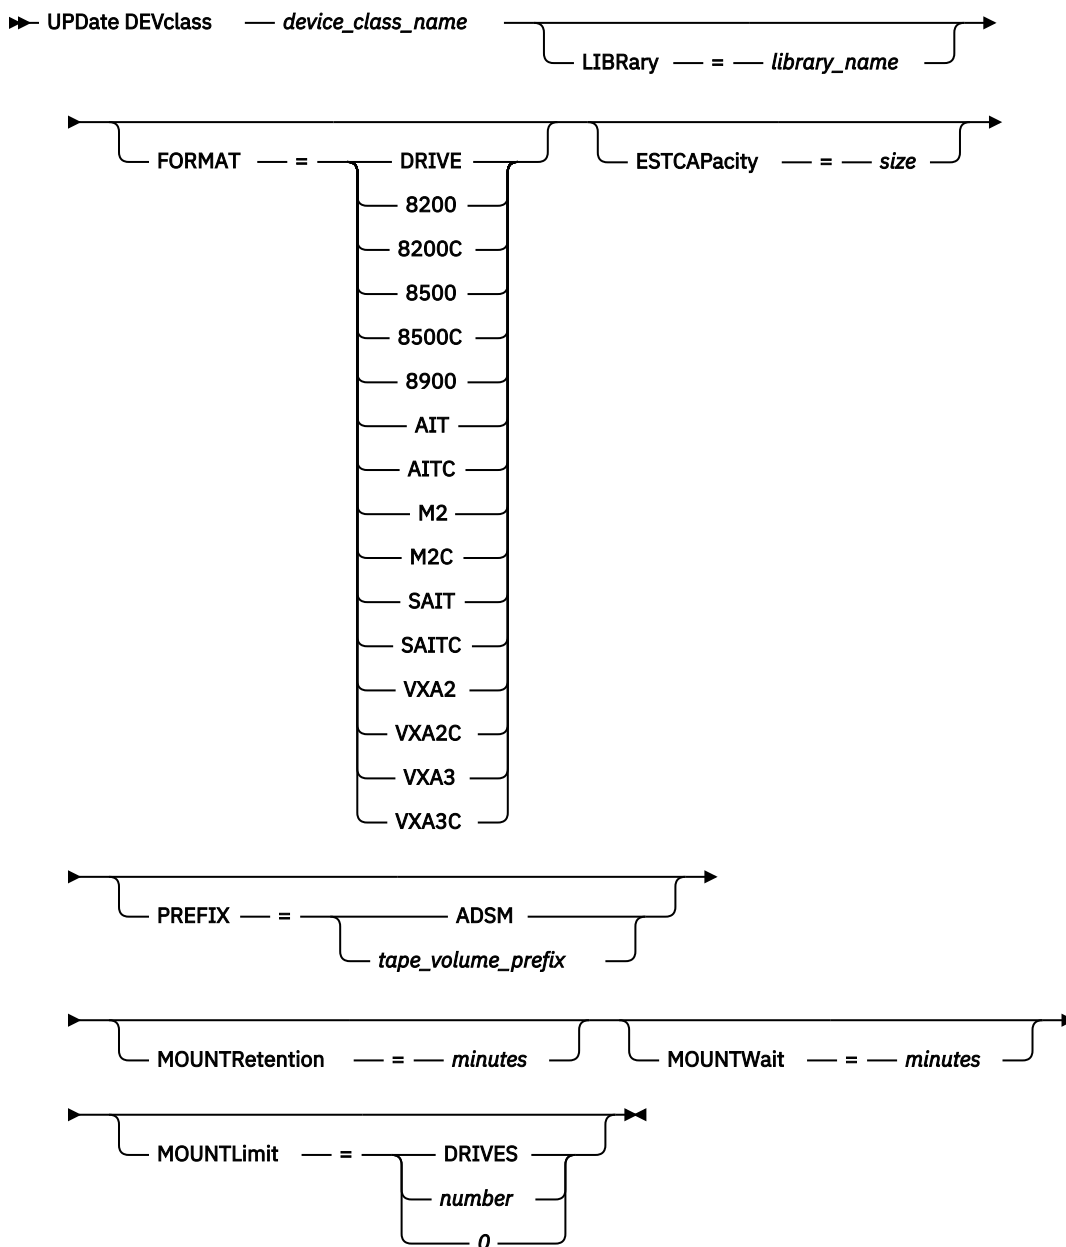 UPDate DEVclass device_class_name
LIBRary = library_name
FORMAT = DRIVE
ESTCAPacity = size
8200
8200C
8500
8500C
8900
AIT
AITC
M2
M2C
SAIT
SAITC
VXA2
VXA2C
VXA3
VXA3C
PREFIX = ADSM
tape_volume_prefix
MOUNTRetention = minutes
MOUNTWait = minutes
MOUNTLimit = DRIVES
number
0